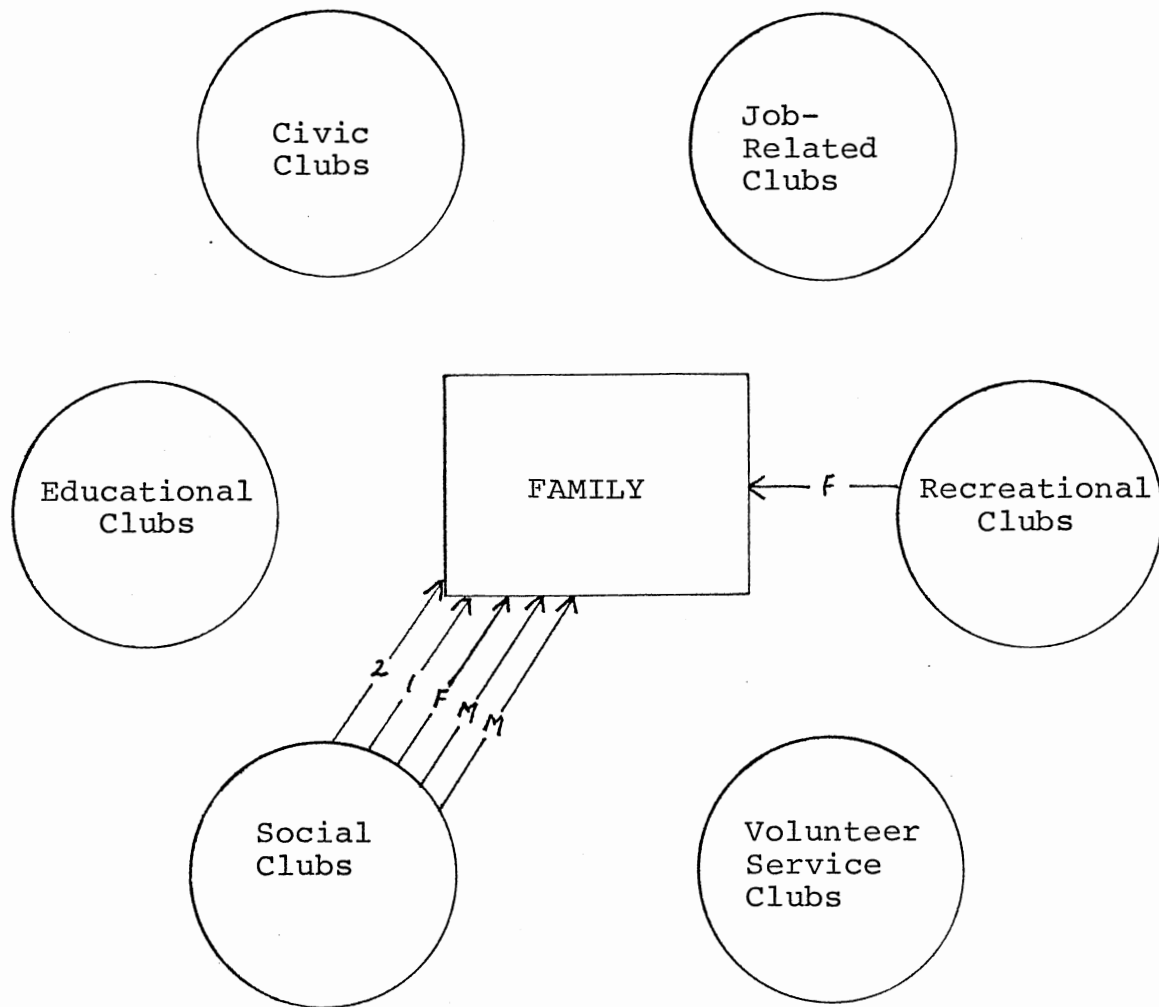 Civic
Clubs
Job-
Related
Clubs
Educational
Clubs
FAMILY
F
Recreational
Clubs
2
1
F
M
M
Social
Clubs
Volunteer
Service
Clubs